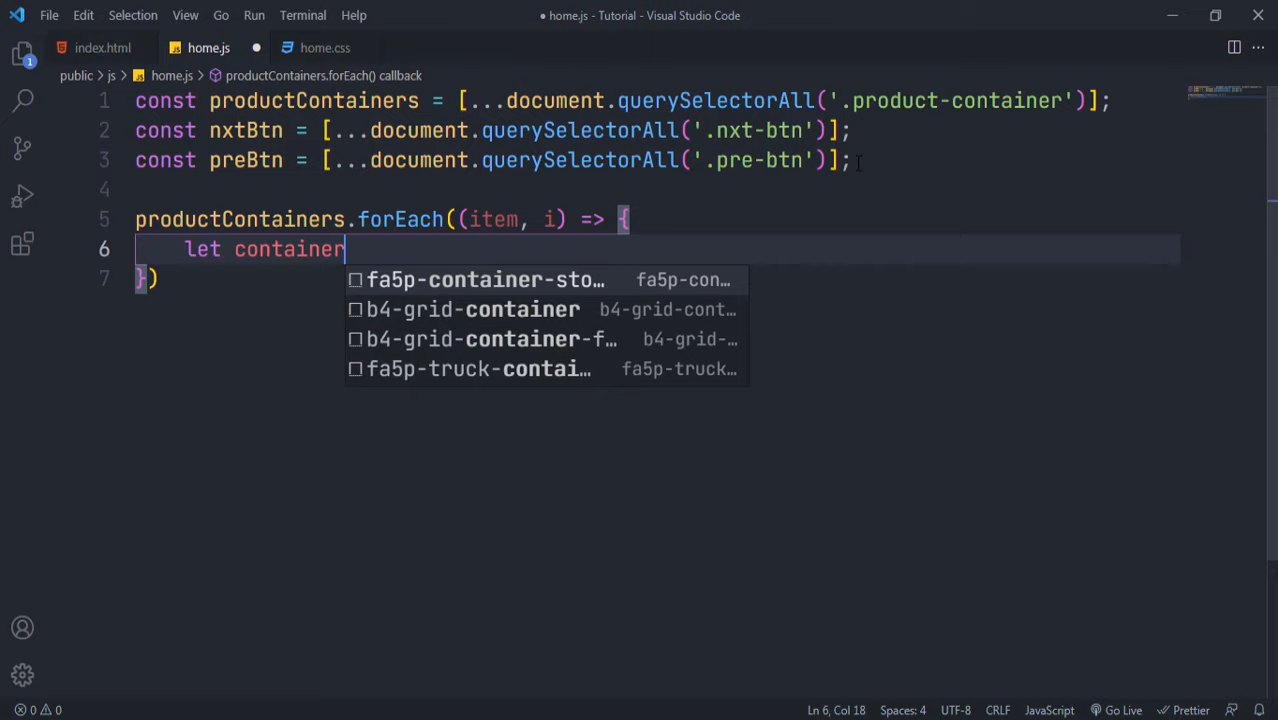 File Edit Selection View Go Run Terminal Help
● home.js - Tutorial - Visual Studio Code
index.html JS home.js ● home.css
public > js > JS home.js > productContainers.forEach() callback
1 const productContainers = [...document.querySelectorAll('.product-container')];
2 const nxtBtn = [...document.querySelectorAll('.nxt-btn')];
3 const preBtn = [...document.querySelectorAll('.pre-btn')];
4
5 productContainers.forEach((item, i) => {
6 let container
fa5p-container-sto… fa5p-con…
7 })
b4-grid-container b4-grid-cont…
b4-grid-container-f… b4-grid-…
fa5p-truck-contai… fa5p-truck…
1
0 0 Ln 6, Col 18 Spaces: 4 UTF-8 CRLF JavaScript Go Live Prettier